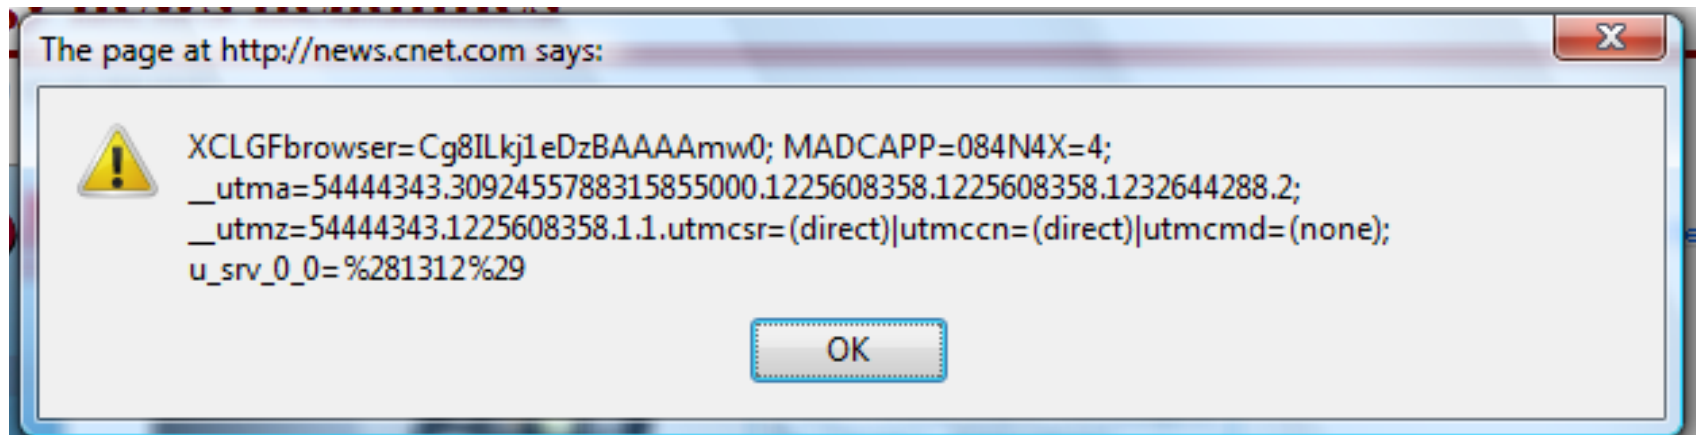 The page at http://news.cnet.com says:
XCLGFbrowser=Cg8ILkj1eDzBAAAAmw0; MADCAPP=084N4X=4;
__utma=54444343.3092455788315855000.1225608358.1225608358.1232644288.2;
__utmz=54444343.1225608358.1.1.utmcsr=(direct)|utmccn=(direct)|utmcmd=(none);
u_srv_0_0=%281312%29
OK